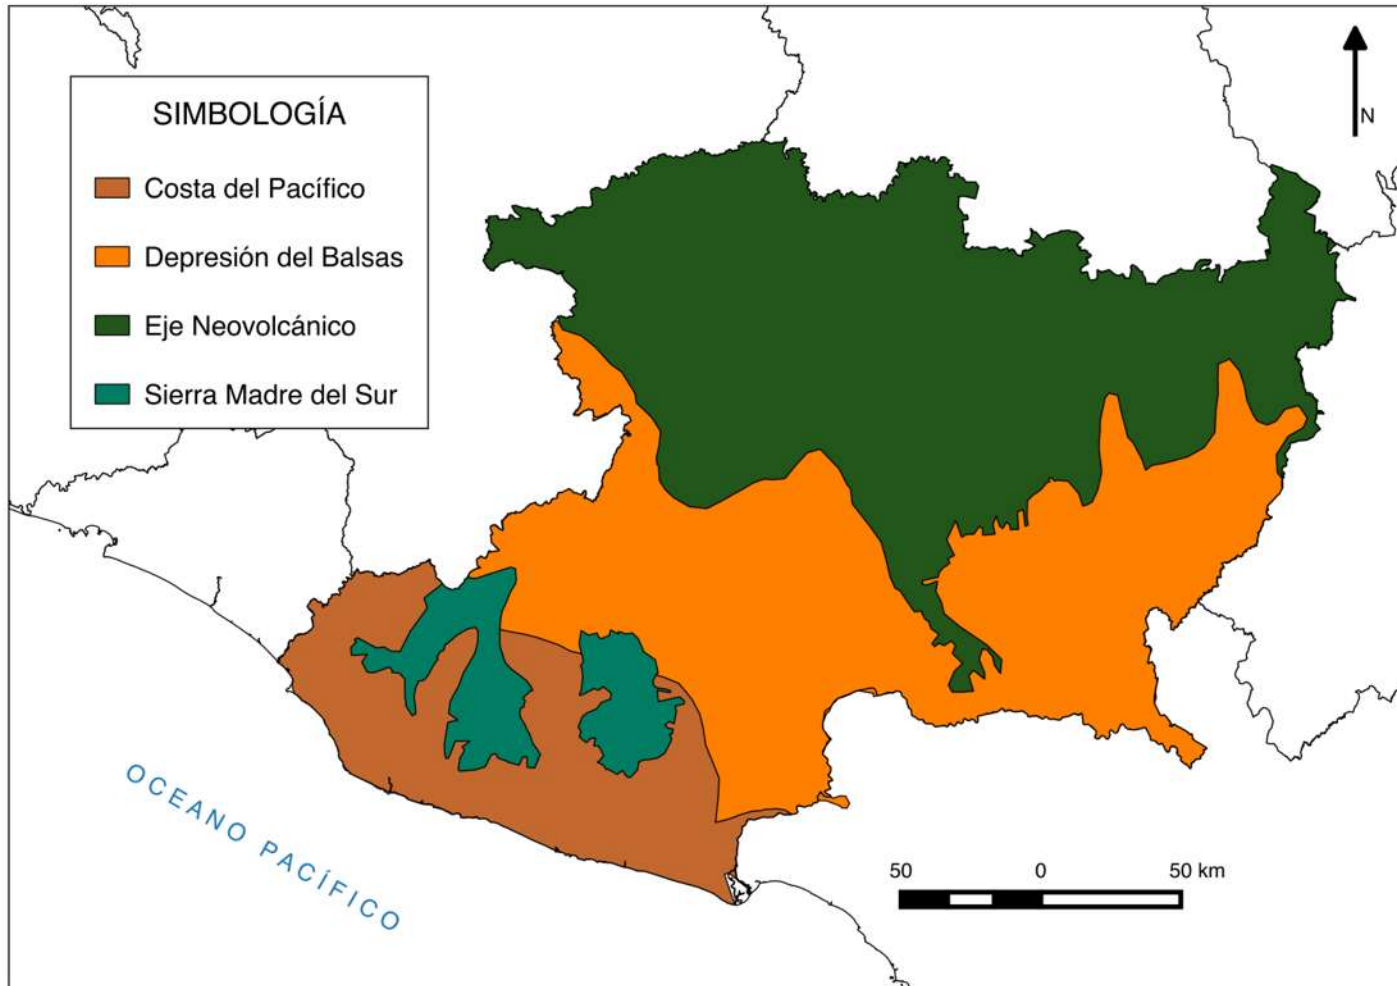 SIMBOLOGÍA
Costa del Pacífico
Depresión del Balsas
Eje Neovolcánico
Sierra Madre del Sur
N
OCEANO PACÍFICO
50 0 50 km